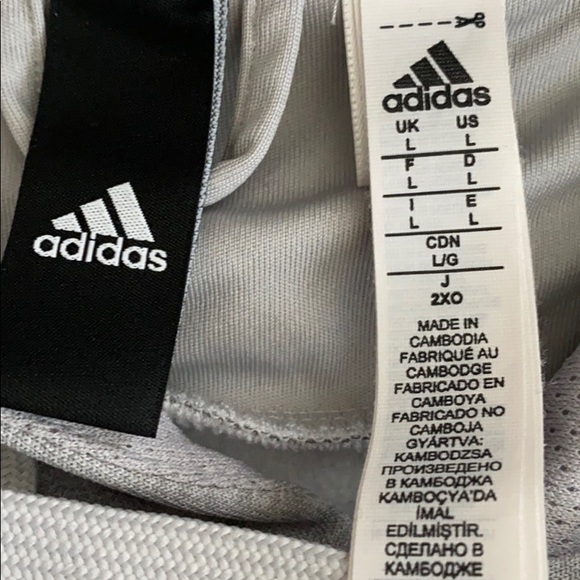 adidas
adidas
UK US
L L
F D
L L
I E
L L
CDN
L/G
J
2XO
MADE IN
CAMBODIA
FABRIQUÉ AU
CAMBODGE
FABRICADO EN
CAMBOYA
FABRICADO NO
CAMBOJA
GYÁRTVA:
KAMBODZSA
ПРОИЗВЕДЕНО
В КАМБОДЖА
KAMBOÇYA'DA
İMAL
EDİLMİŞTİR.
СДЕЛАНО В
КАМБОДЖЕ